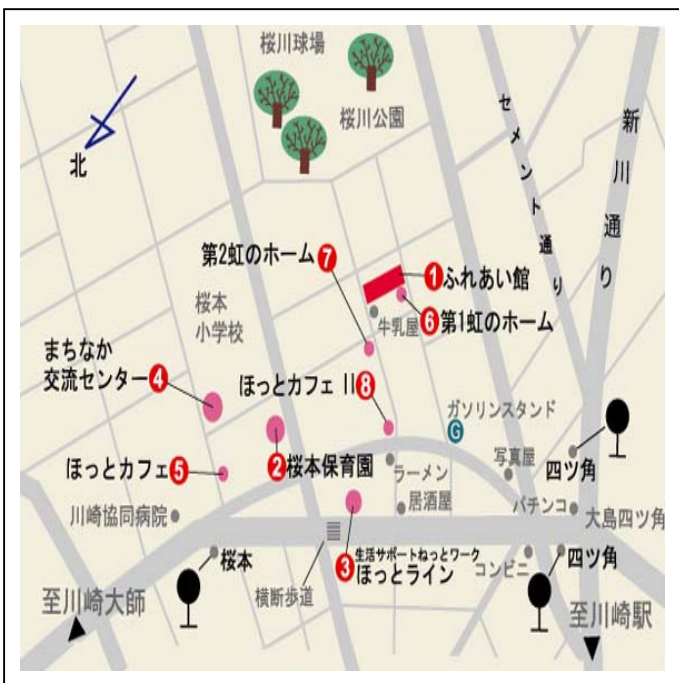 桜川球場
桜川公園
北
セメント通り
新川通り
第2虹のホーム
7
1
ふれあい館
6
第1虹のホーム
牛乳屋
桜本
小学校
まちなか
交流センター
4
ほっとカフェ II
8
ガソリンスタンド
G
ほっとカフェ
5
2
桜本保育園
ラーメン
写真屋
四ツ角
川崎協同病院
居酒屋
パチンコ
大島四ツ角
桜本
横断歩道
3
生活サポートねっとワーク
ほっとライン
コンビニ
四ツ角
至川崎大師
至川崎駅